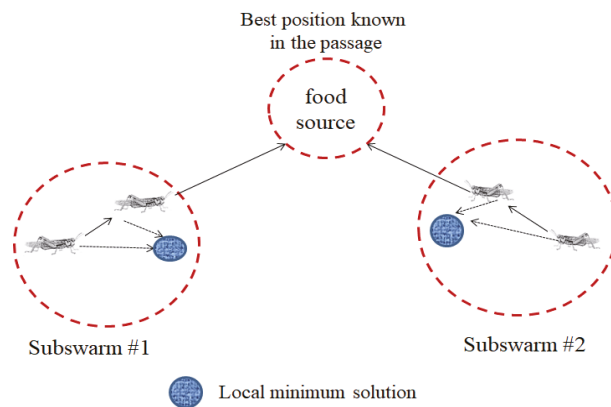 Best position known
in the passage
food
source
Subswarm #1
Subswarm #2
Local minimum solution